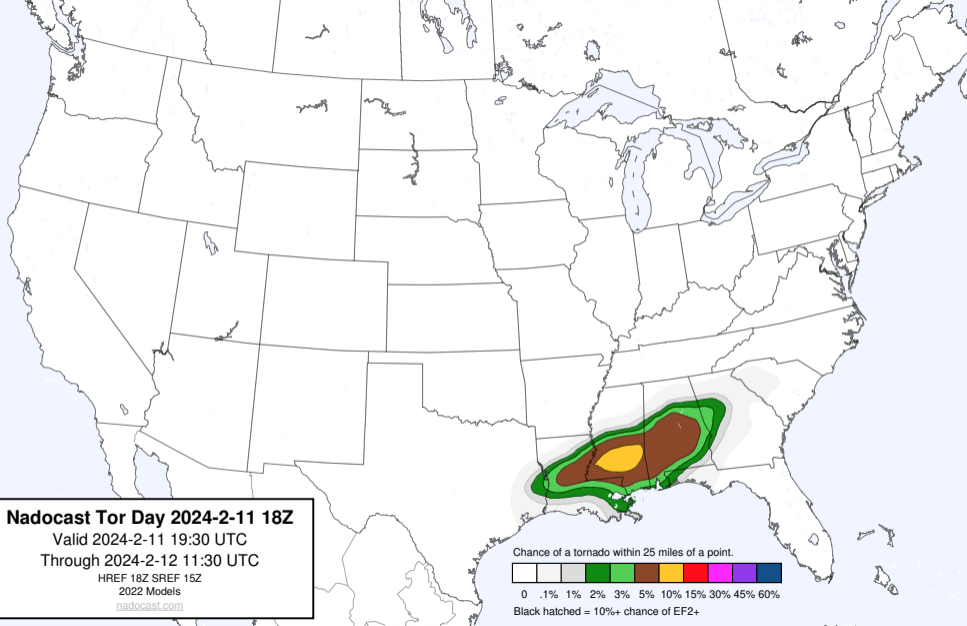 Nadocast Tor Day 2024-2-11 18Z
Valid 2024-2-11 19:30 UTC
Through 2024-2-12 11:30 UTC
HREF 18Z SREF 15Z
2022 Models
nadocast.com
Chance of a tornado within 25 miles of a point.
0 .1% 1% 2% 3% 5% 10% 15% 30% 45% 60%
Black hatched = 10%+ chance of EF2+